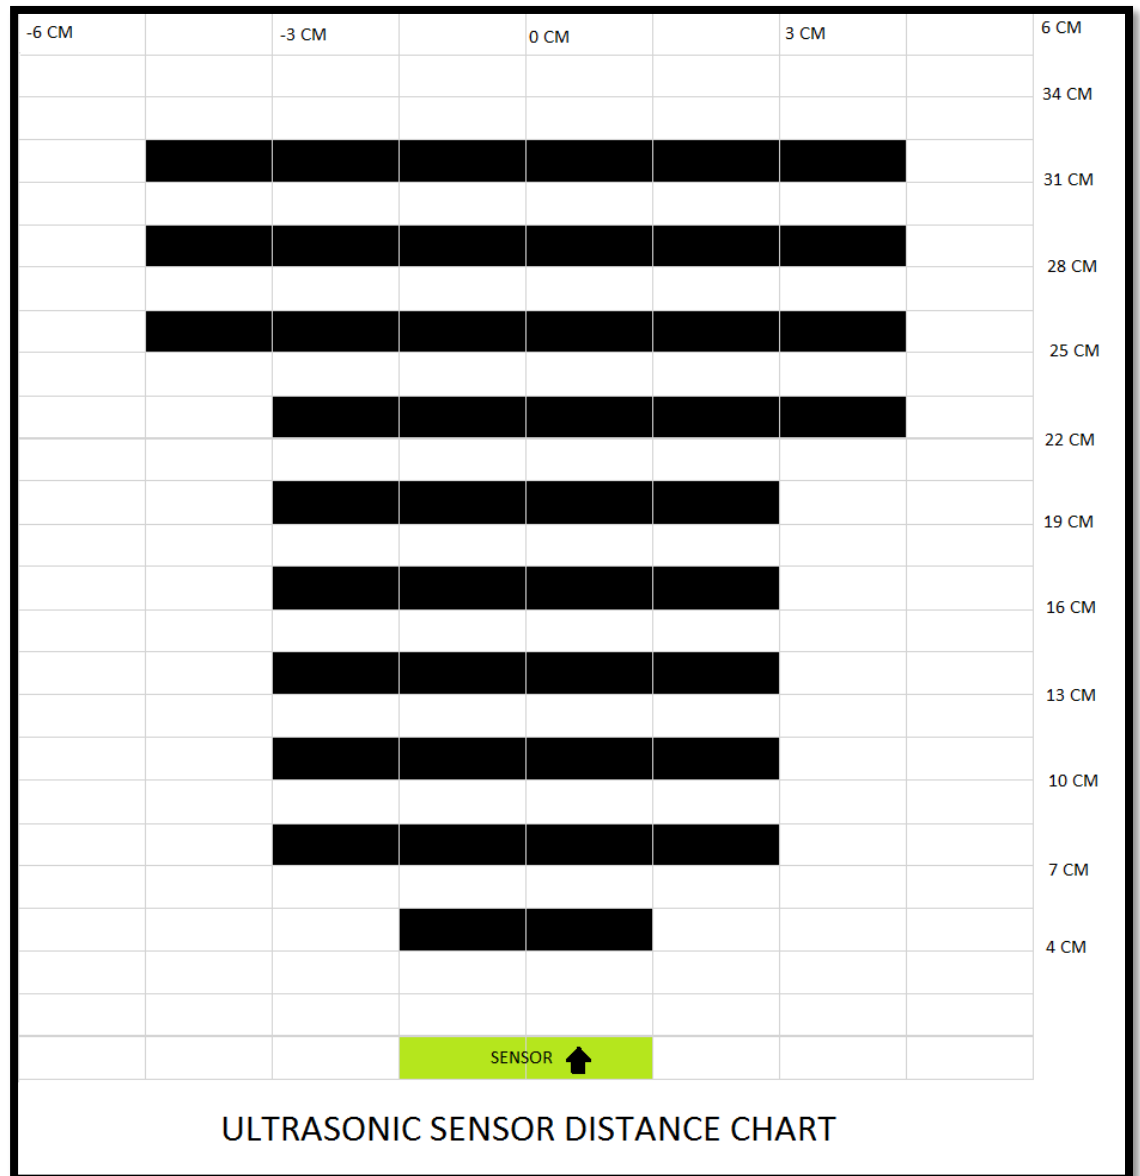 -6 CM
-3 CM
0 CM
3 CM
6 CM
34 CM
31 CM
28 CM
25 CM
22 CM
19 CM
16 CM
13 CM
10 CM
7 CM
4 CM
SENSOR
ULTRASONIC SENSOR DISTANCE CHART